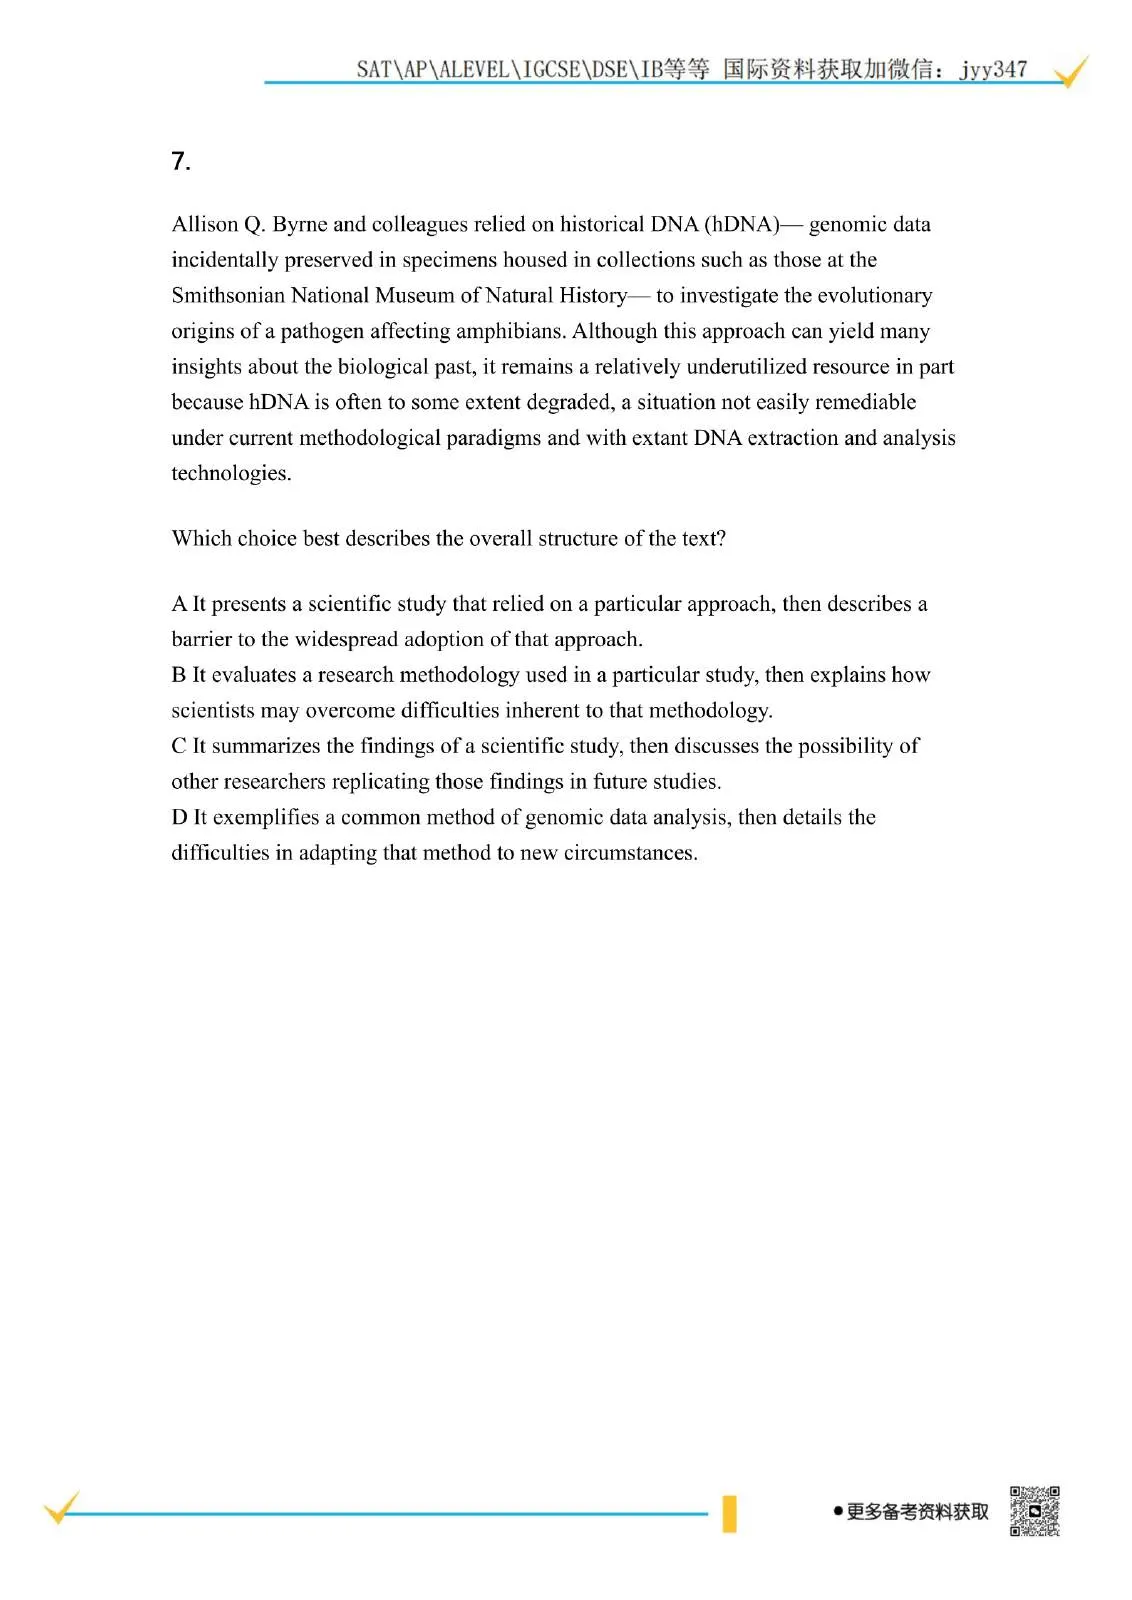 SAT\AP\ALEVEL\IGCSE\DSE\IB等等 国际资料获取加微信：jyy347
7.
Allison Q. Byrne and colleagues relied on historical DNA (hDNA)— genomic data
incidentally preserved in specimens housed in collections such as those at the
Smithsonian National Museum of Natural History— to investigate the evolutionary
origins of a pathogen affecting amphibians. Although this approach can yield many
insights about the biological past, it remains a relatively underutilized resource in part
because hDNA is often to some extent degraded, a situation not easily remediable
under current methodological paradigms and with extant DNA extraction and analysis
technologies.
Which choice best describes the overall structure of the text?
A It presents a scientific study that relied on a particular approach, then describes a
barrier to the widespread adoption of that approach.
B It evaluates a research methodology used in a particular study, then explains how
scientists may overcome difficulties inherent to that methodology.
C It summarizes the findings of a scientific study, then discusses the possibility of
other researchers replicating those findings in future studies.
D It exemplifies a common method of genomic data analysis, then details the
difficulties in adapting that method to new circumstances.
●更多备考资料获取